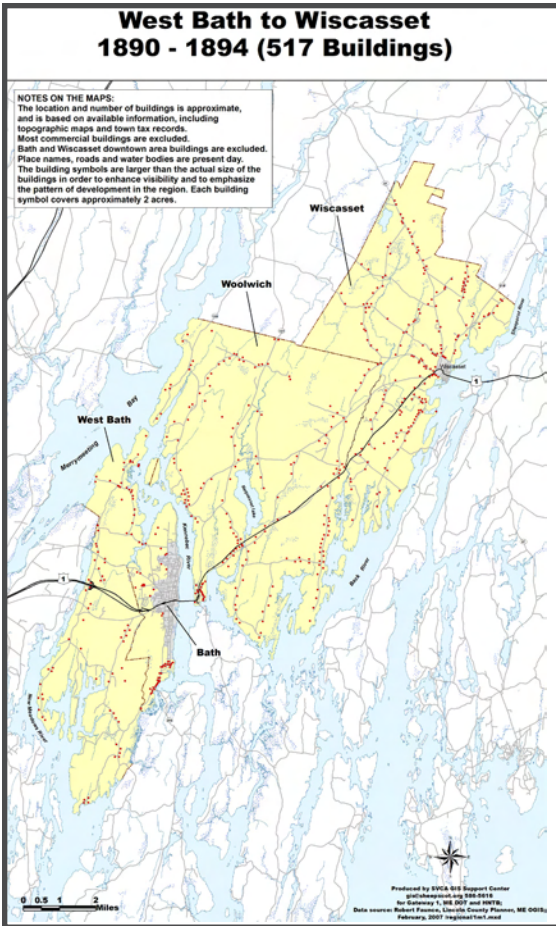 West Bath to Wiscasset
1890 - 1894 (517 Buildings)
NOTES ON THE MAPS:
The location and number of buildings is approximate,
and is based on available information, including
topographic maps and town tax records.
Most commercial buildings are excluded.
Bath and Wiscasset downtown area buildings are excluded.
Place names, roads and water bodies are present day.
The building symbols are larger than the actual size of the
buildings in order to enhance visibility and to emphasize
the pattern of development in the region. Each building
symbol covers approximately 2 acres.
Wiscasset
Woolwich
Wiscasset
1
West Bath
Merrymeeting Bay
Kennebec River
Back River
1
Bath
New Meadows River
0 0.5 1 2
Miles
Produced by SVCA GIS Support Center
for Gateway 1, ME DOT and HNTB;
Data source: Robert Faunce, Lincoln County Planner, ME OGIS;
February, 2007